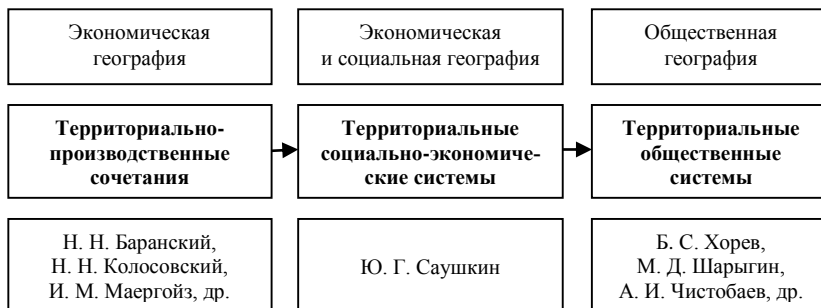 Экономическая
география
Экономическая
и социальная география
Общественная
география
Территориально-
производственные
сочетания
Территориальные
социально-экономиче-
ские системы
Территориальные
общественные
системы
Н. Н. Баранский,
Н. Н. Колосовский,
И. М. Маергойз, др.
Ю. Г. Саушкин
Б. С. Хорев,
М. Д. Шарыгин,
А. И. Чистобаев, др.